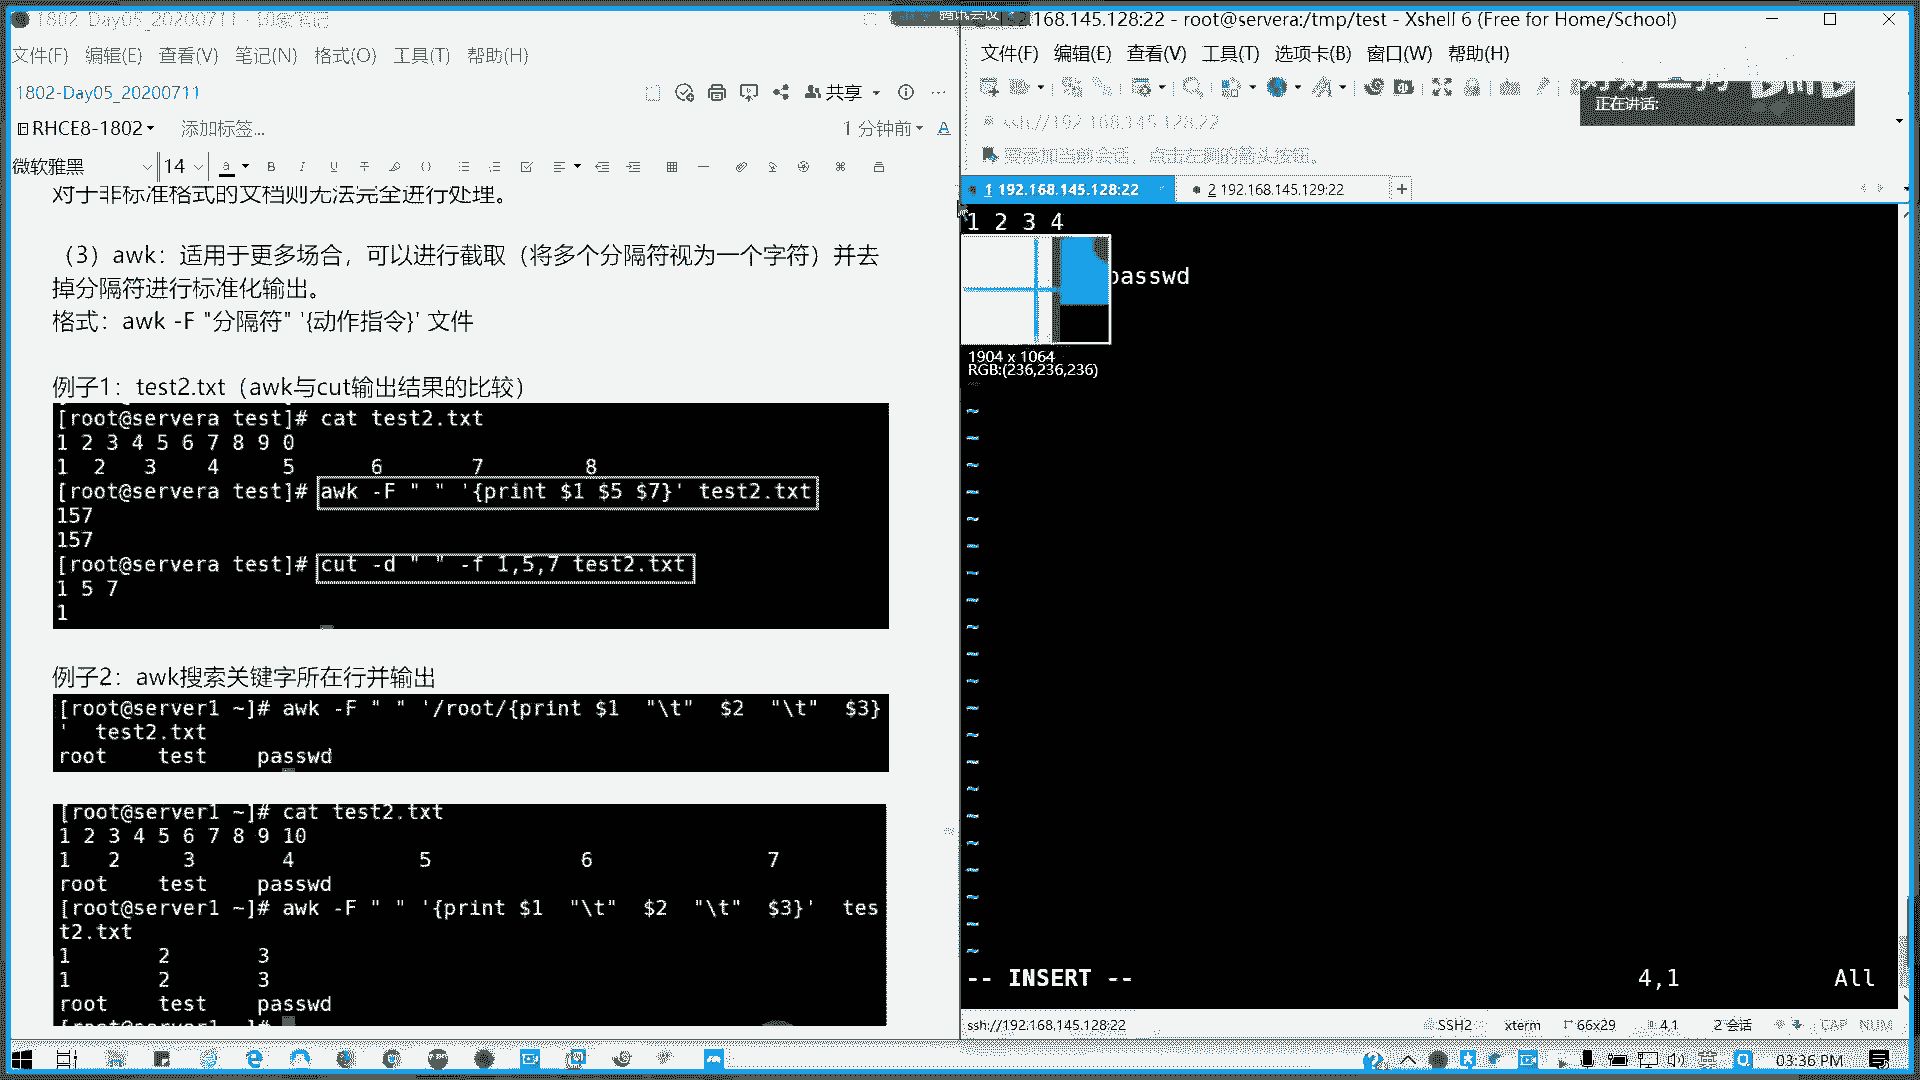 1802-Day05_20200711 - 印象笔记
文件(F) 编辑(E) 查看(V) 笔记(N) 格式(O) 工具(T) 帮助(H)
1802-Day05_20200711
共享
RHCE8-1802
添加标签...
1 分钟前
微软雅黑
14
对于非标准格式的文档则无法完全进行处理。
（3）awk：适用于更多场合，可以进行截取（将多个分隔符视为一个字符）并去
掉分隔符进行标准化输出。
格式：awk -F "分隔符" '{动作指令}' 文件
例子1：test2.txt（awk与cut输出结果的比较）
[root@servera test]# cat test2.txt
1 2 3 4 5 6 7 8 9 0
1 2 3 4 5 6 7 8
[root@servera test]# awk -F " " '{print $1 $5 $7}' test2.txt
157
157
[root@servera test]# cut -d " " -f 1,5,7 test2.txt
1 5 7
1
例子2：awk搜索关键字所在行并输出
[root@server1 ~]# awk -F " " '/root/{print $1 "\t" $2 "\t" $3}
' test2.txt
root test passwd
[root@server1 ~]# cat test2.txt
1 2 3 4 5 6 7 8 9 10
1 2 3 4 5 6 7
root test passwd
[root@server1 ~]# awk -F " " '{print $1 "\t" $2 "\t" $3}' tes
t2.txt
1 2 3
1 2 3
root test passwd
腾讯会议
.168.145.128:22 - root@servera:/tmp/test - Xshell 6 (Free for Home/School)
文件(F) 编辑(E) 查看(V) 工具(T) 选项卡(B) 窗口(W) 帮助(H)
正在讲话:
ssh://192.168.145.128:22
要添加当前会话，点击左侧的箭头按钮。
1 192.168.145.128:22
2 192.168.145.129:22
1 2 3 4
passwd
1904 x 1064
RGB:(236,236,236)
-- INSERT --
4,1
All
ssh://192.168.145.128:22
SSH2
xterm
66x29
4,1
2 会话
CAP NUM
英
03:36 PM